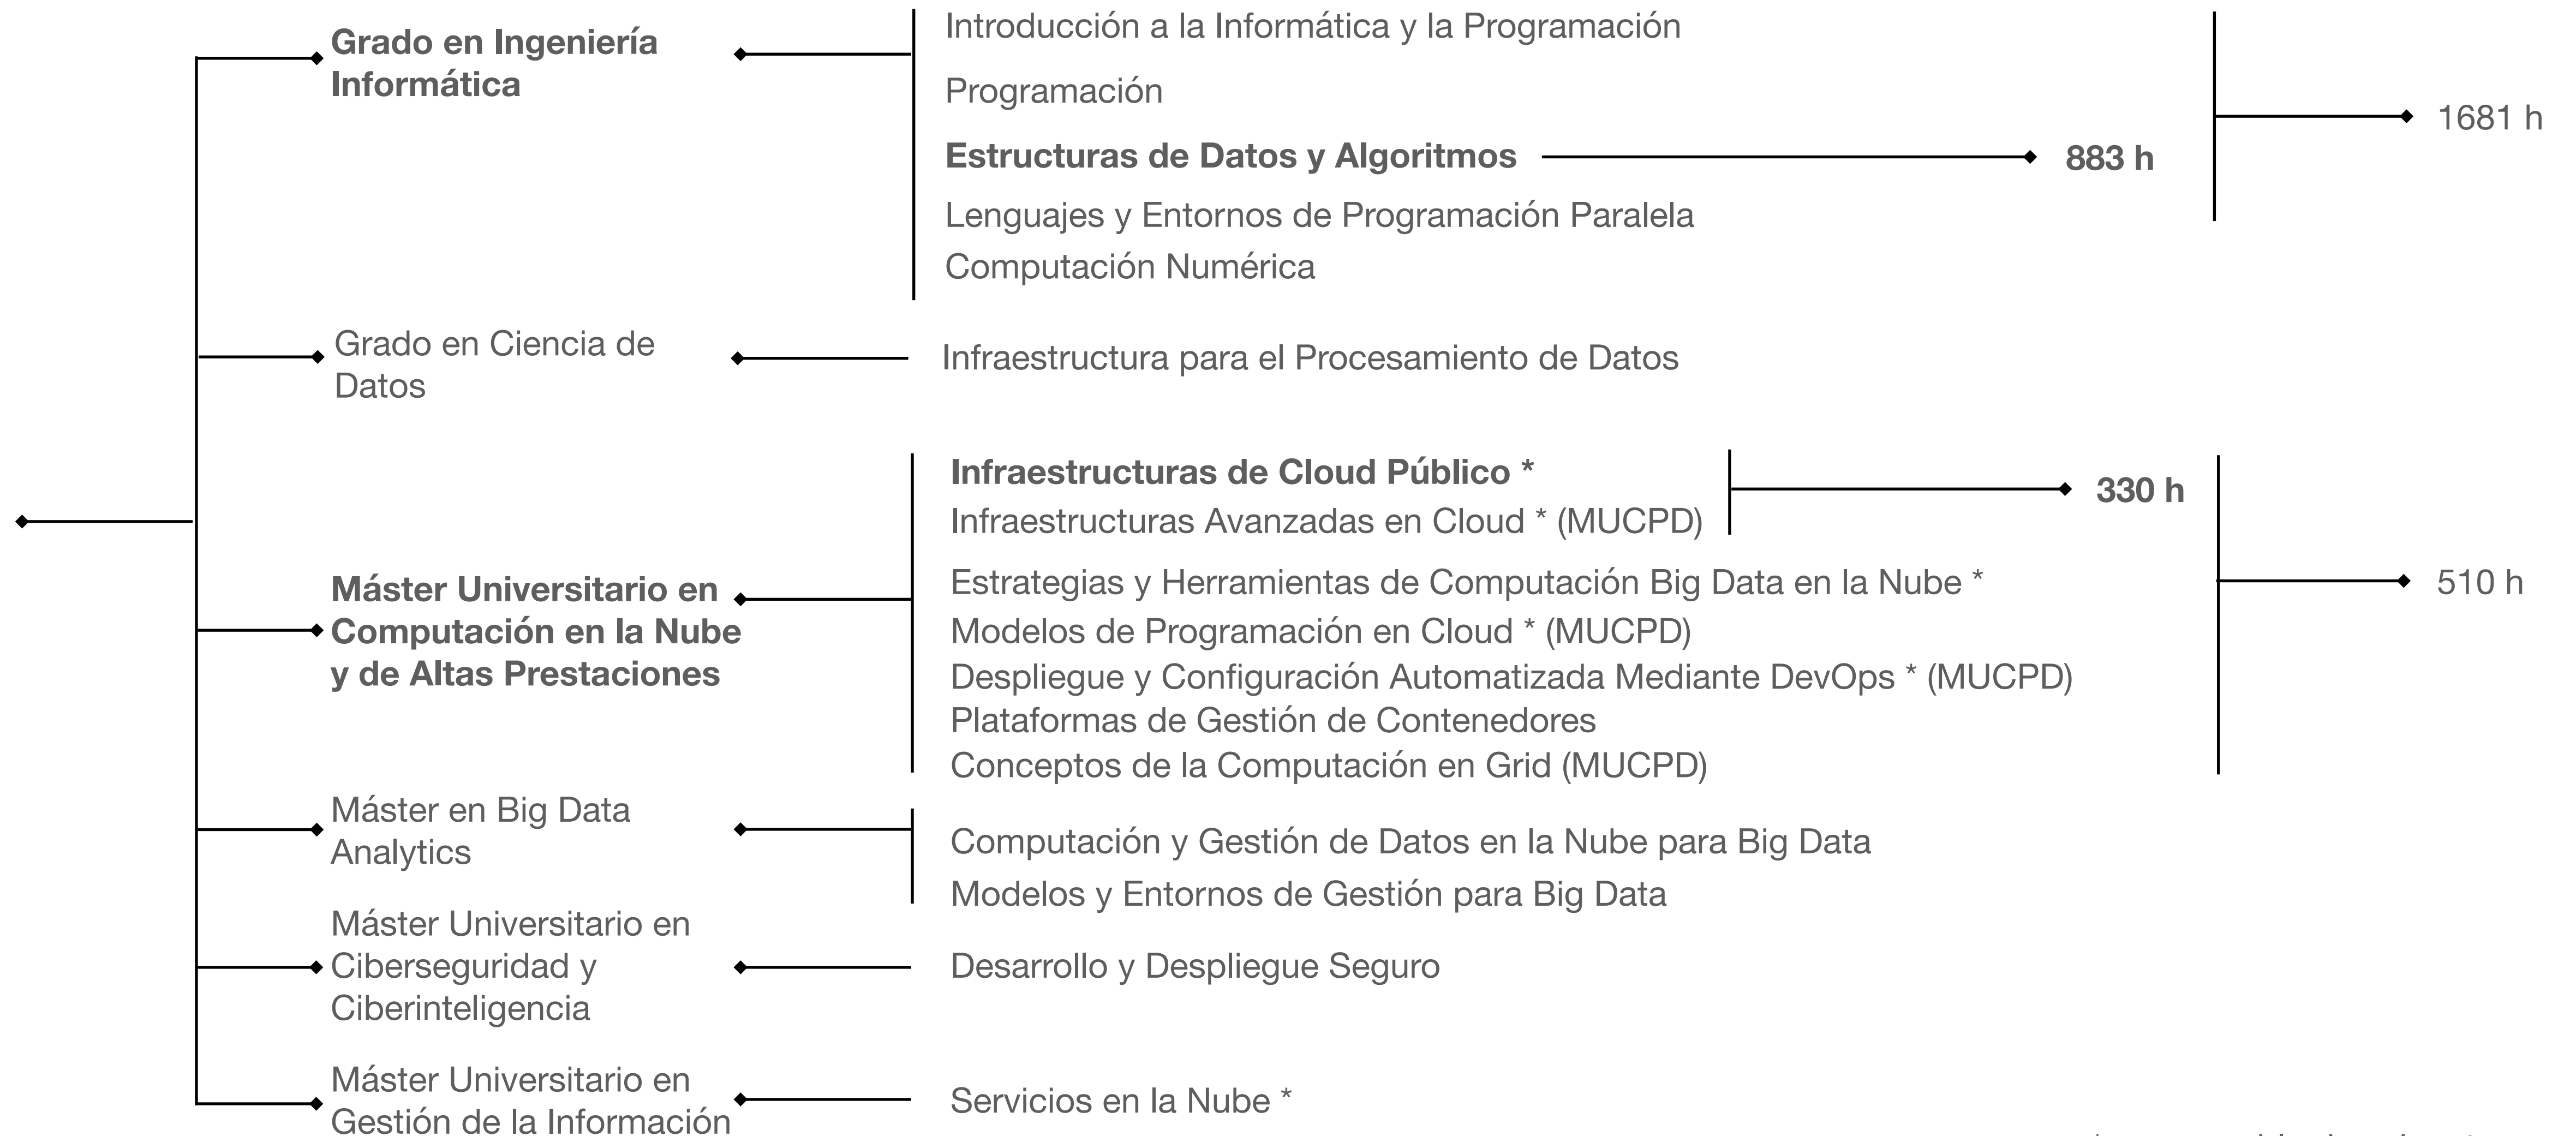 Grado en Ingeniería
Informática
Introducción a la Informática y la Programación
Programación
Estructuras de Datos y Algoritmos
883 h
Lenguajes y Entornos de Programación Paralela
Computación Numérica
1681 h
Grado en Ciencia de
Datos
Infraestructura para el Procesamiento de Datos
Máster Universitario en
Computación en la Nube
y de Altas Prestaciones
Infraestructuras de Cloud Público *
Infraestructuras Avanzadas en Cloud * (MUCPD)
330 h
Estrategias y Herramientas de Computación Big Data en la Nube *
Modelos de Programación en Cloud * (MUCPD)
Despliegue y Configuración Automatizada Mediante DevOps * (MUCPD)
Plataformas de Gestión de Contenedores
Conceptos de la Computación en Grid (MUCPD)
510 h
Máster en Big Data
Analytics
Computación y Gestión de Datos en la Nube para Big Data
Modelos y Entornos de Gestión para Big Data
Máster Universitario en
Ciberseguridad y
Ciberinteligencia
Desarrollo y Despliegue Seguro
Máster Universitario en
Gestión de la Información
Servicios en la Nube *